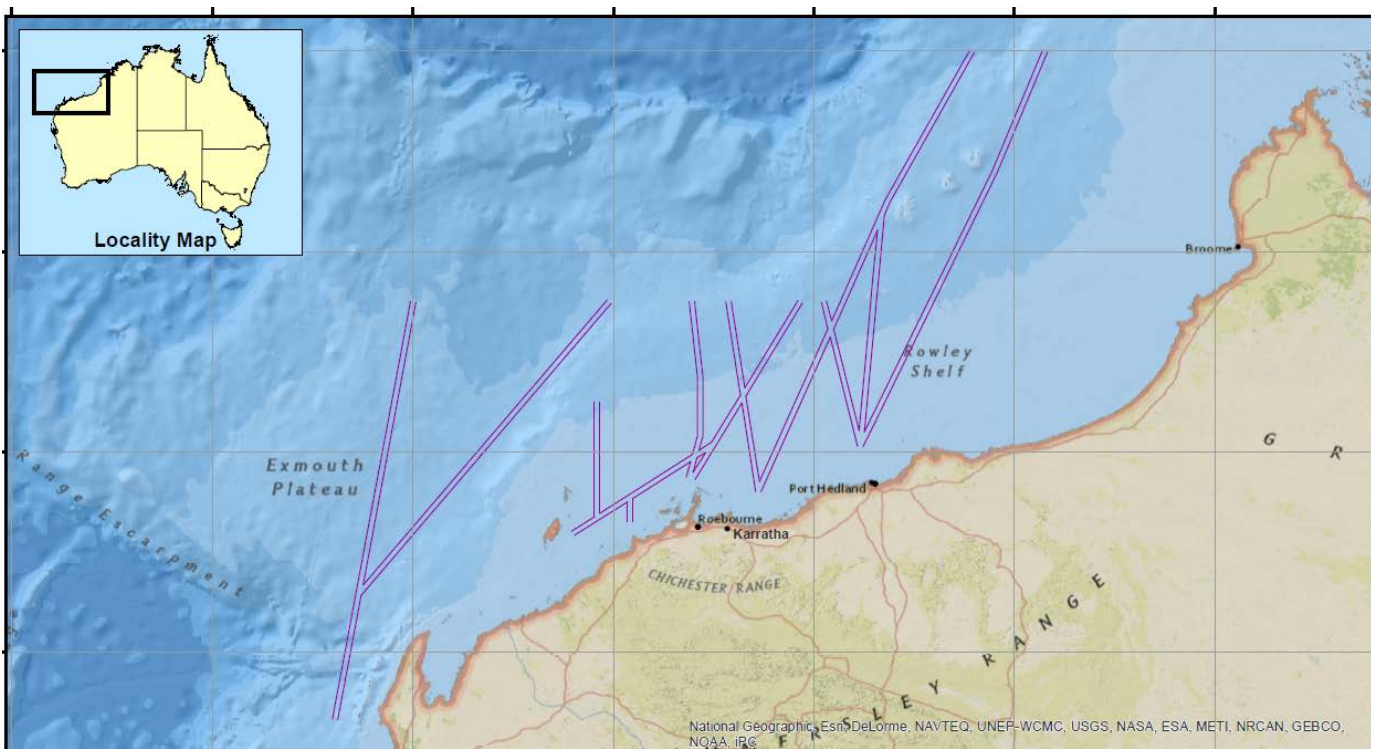 Locality Map
Broome
Rowley
Shelf
Exmouth
Plateau
Range Escarpment
G R
Port Hedland
Roebourne
Karratha
CHICHESTER RANGE
RSLEY RANGE
National Geographic, Esri, DeLorme, NAVTEQ, UNEP-WCMC, USGS, NASA, ESA, METI, NRCAN, GEBCO,
NOAA, iPC